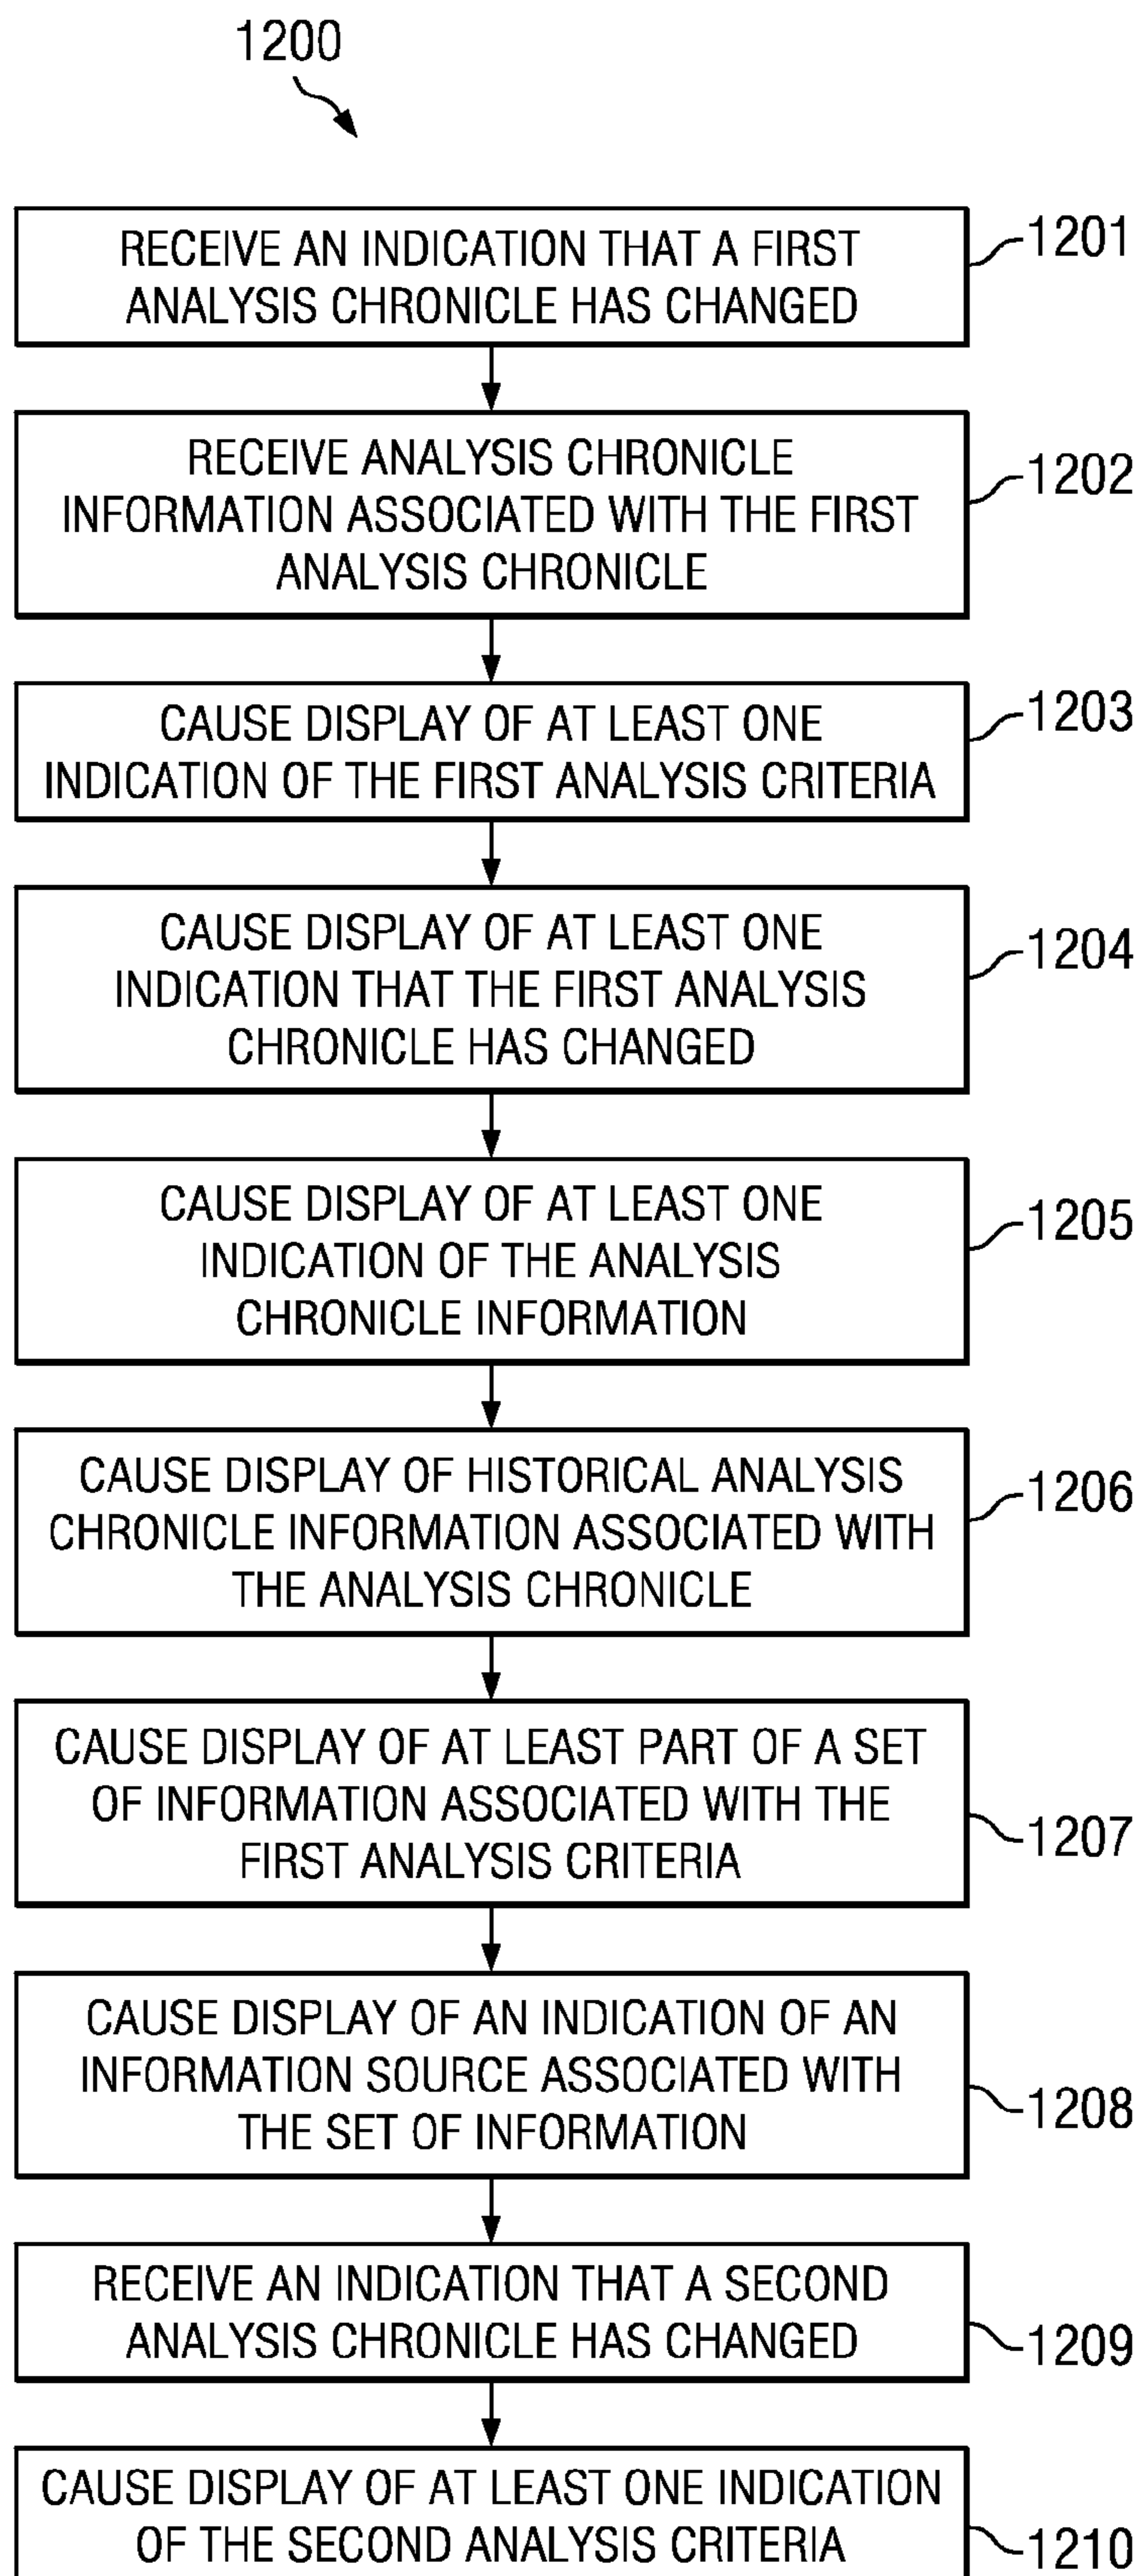 1200
RECEIVE AN INDICATION THAT A FIRST
ANALYSIS CHRONICLE HAS CHANGED
1201
RECEIVE ANALYSIS CHRONICLE
INFORMATION ASSOCIATED WITH THE FIRST
ANALYSIS CHRONICLE
1202
CAUSE DISPLAY OF AT LEAST ONE
INDICATION OF THE FIRST ANALYSIS CRITERIA
1203
CAUSE DISPLAY OF AT LEAST ONE
INDICATION THAT THE FIRST ANALYSIS
CHRONICLE HAS CHANGED
1204
CAUSE DISPLAY OF AT LEAST ONE
INDICATION OF THE ANALYSIS
CHRONICLE INFORMATION
1205
CAUSE DISPLAY OF HISTORICAL ANALYSIS
CHRONICLE INFORMATION ASSOCIATED WITH
THE ANALYSIS CHRONICLE
1206
CAUSE DISPLAY OF AT LEAST PART OF A SET
OF INFORMATION ASSOCIATED WITH THE
FIRST ANALYSIS CRITERIA
1207
CAUSE DISPLAY OF AN INDICATION OF AN
INFORMATION SOURCE ASSOCIATED WITH
THE SET OF INFORMATION
1208
RECEIVE AN INDICATION THAT A SECOND
ANALYSIS CHRONICLE HAS CHANGED
1209
CAUSE DISPLAY OF AT LEAST ONE INDICATION
OF THE SECOND ANALYSIS CRITERIA
1210